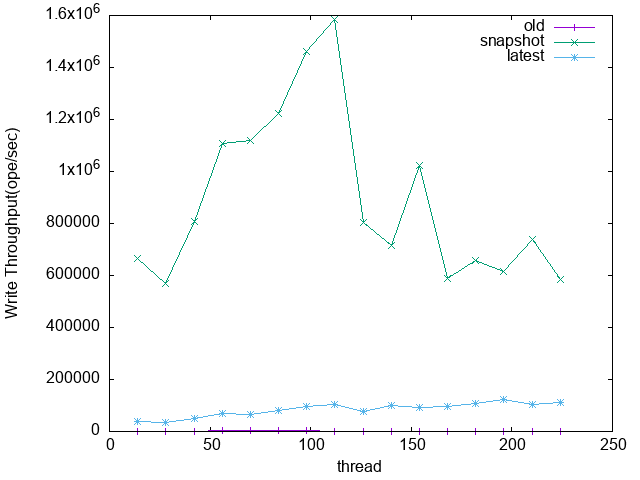 1.6x10^6
1.4x10^6
1.2x10^6
1x10^6
800000
600000
400000
200000
0
Write Throughput(ope/sec)
old
snapshot
latest
0 50 100 150 200 250
thread